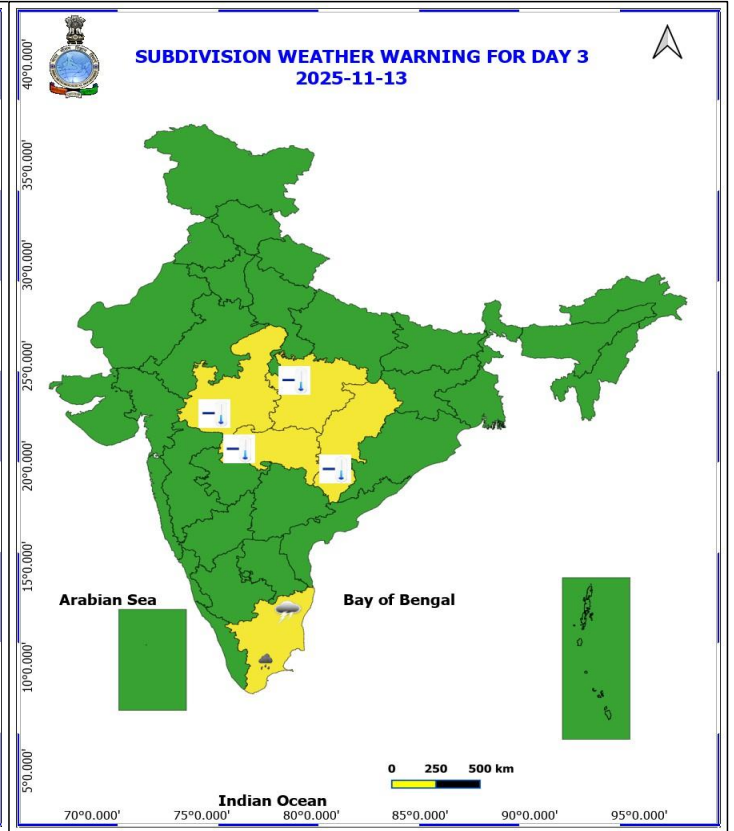 SUBDIVISION WEATHER WARNING FOR DAY 3
2025-11-13
40°0.000'
35°0.000'
30°0.000'
25°0.000'
20°0.000'
15°0.000'
10°0.000'
5°0.000'
Arabian Sea
Bay of Bengal
0 250 500 km
Indian Ocean
70°0.000' 75°0.000' 80°0.000' 85°0.000' 90°0.000' 95°0.000'